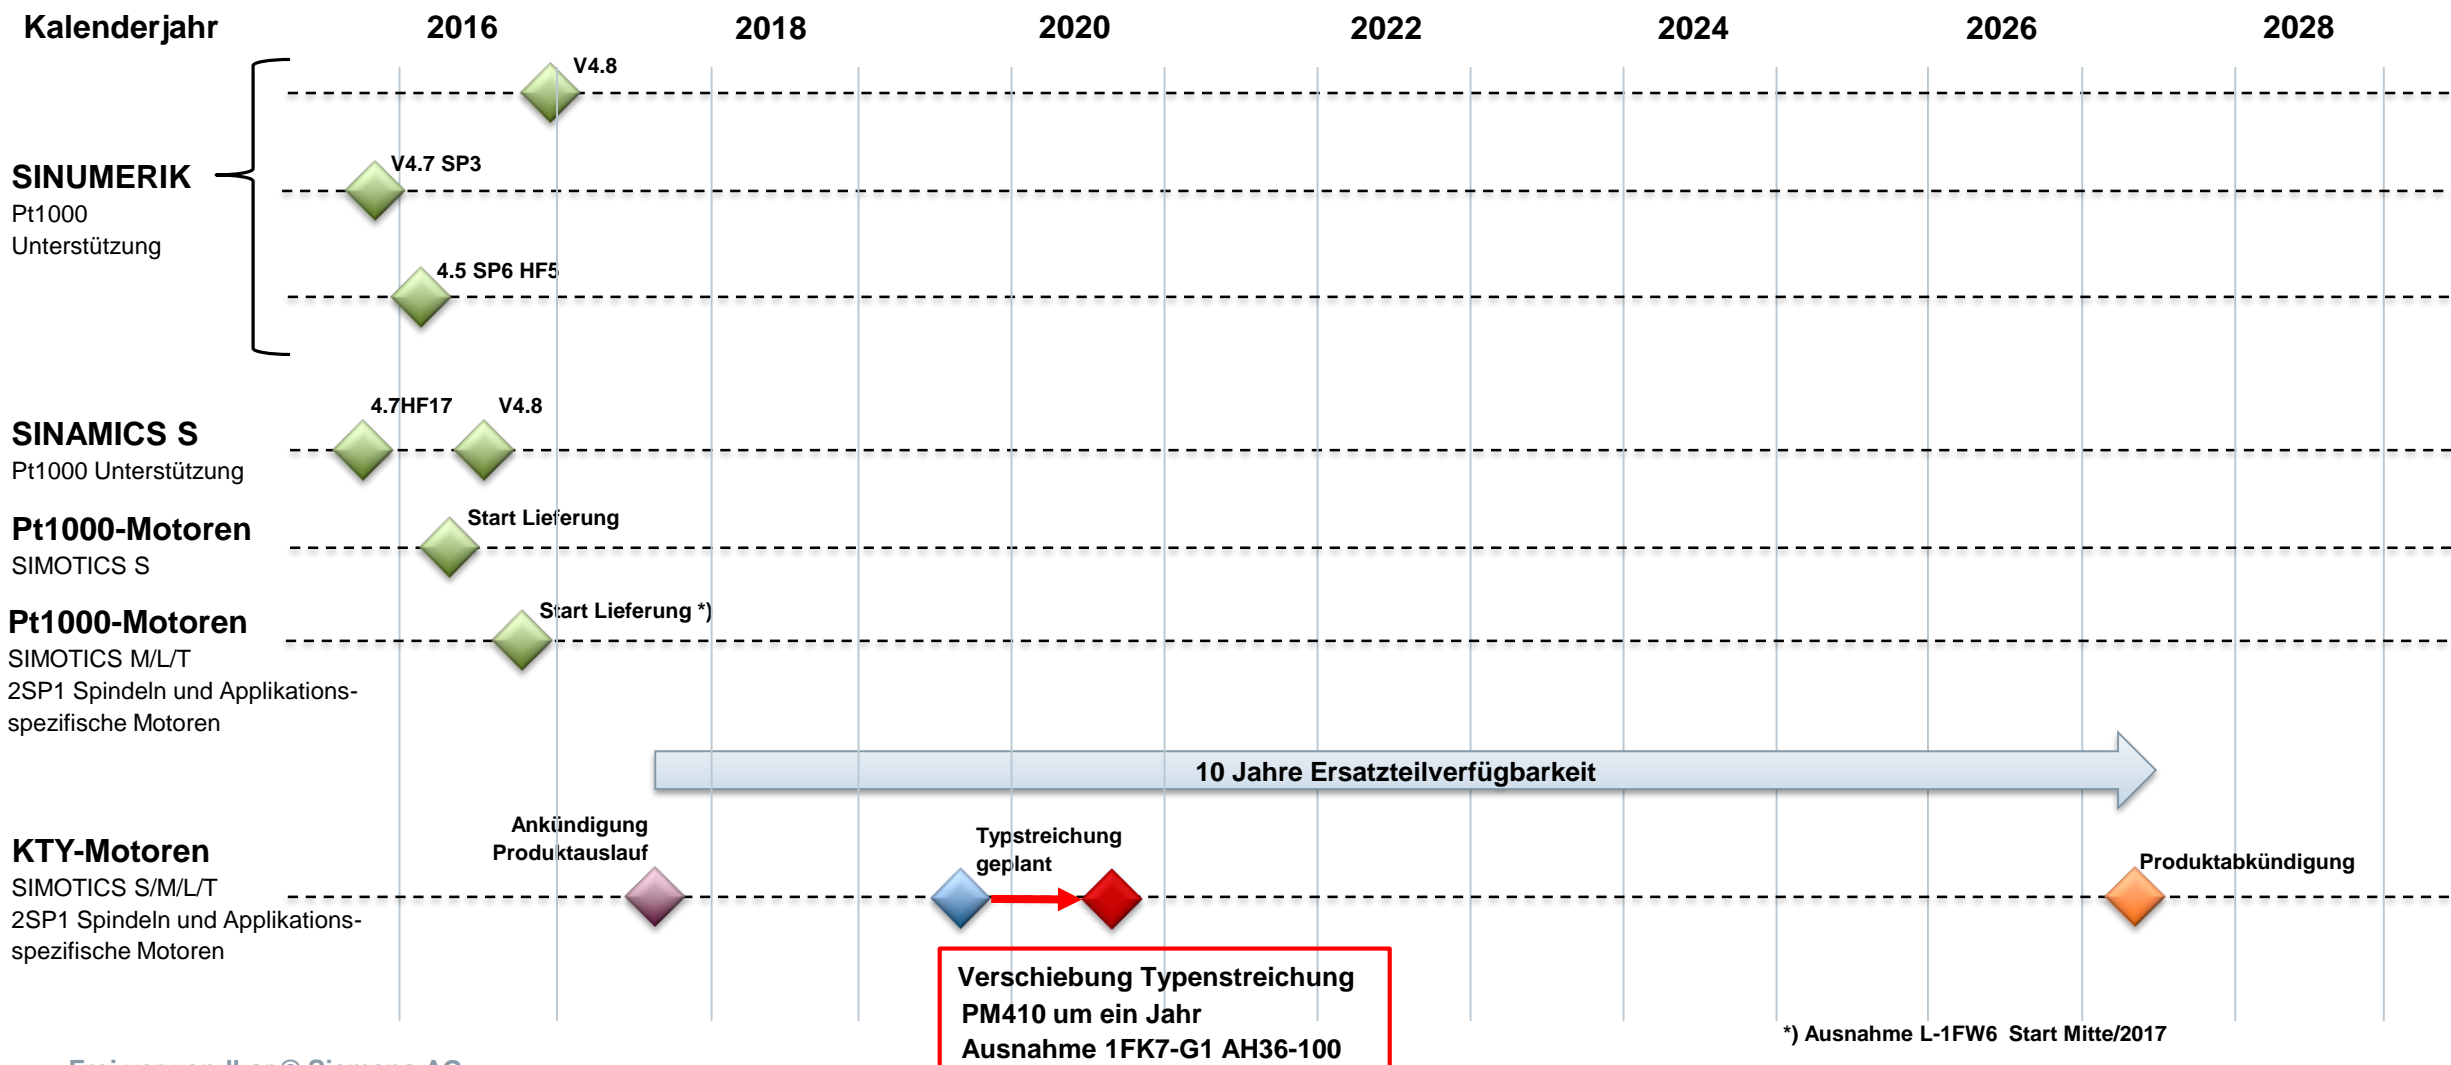 Kalenderjahr 2016 2018 2020 2022 2024 2026 2028
V4.8
V4.7 SP3
SINUMERIK
Pt1000
Unterstützung
4.5 SP6 HF5
4.7HF17 V4.8
SINAMICS S
Pt1000 Unterstützung
Start Lieferung
Pt1000-Motoren
SIMOTICS S
Start Lieferung *)
Pt1000-Motoren
SIMOTICS M/L/T
2SP1 Spindeln und Applikations-
spezifische Motoren
10 Jahre Ersatzteilverfügbarkeit
Ankündigung
Produktauslauf
Typstreichung
geplant
Produktabkündigung
KTY-Motoren
SIMOTICS S/M/L/T
2SP1 Spindeln und Applikations-
spezifische Motoren
Verschiebung Typenstreichung
PM410 um ein Jahr
Ausnahme 1FK7-G1 AH36-100
*) Ausnahme L-1FW6 Start Mitte/2017
Frei verwendbar © Siemens AG